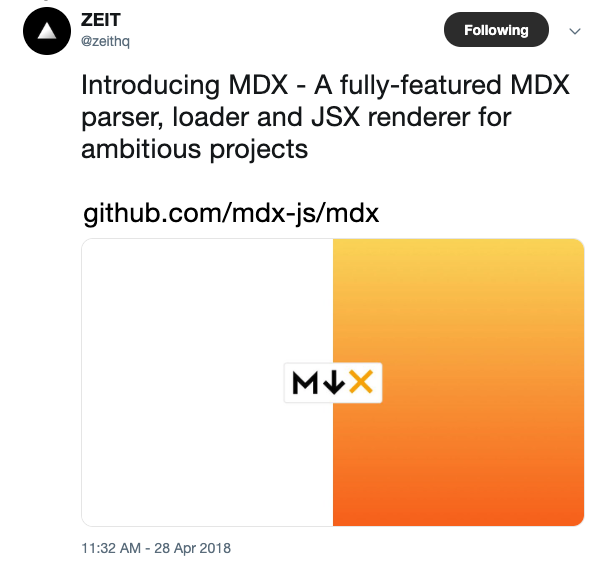 ZEIT
@zeithq
Following
Introducing MDX - A fully-featured MDX
parser, loader and JSX renderer for
ambitious projects
github.com/mdx-js/mdx
M↓X
11:32 AM - 28 Apr 2018